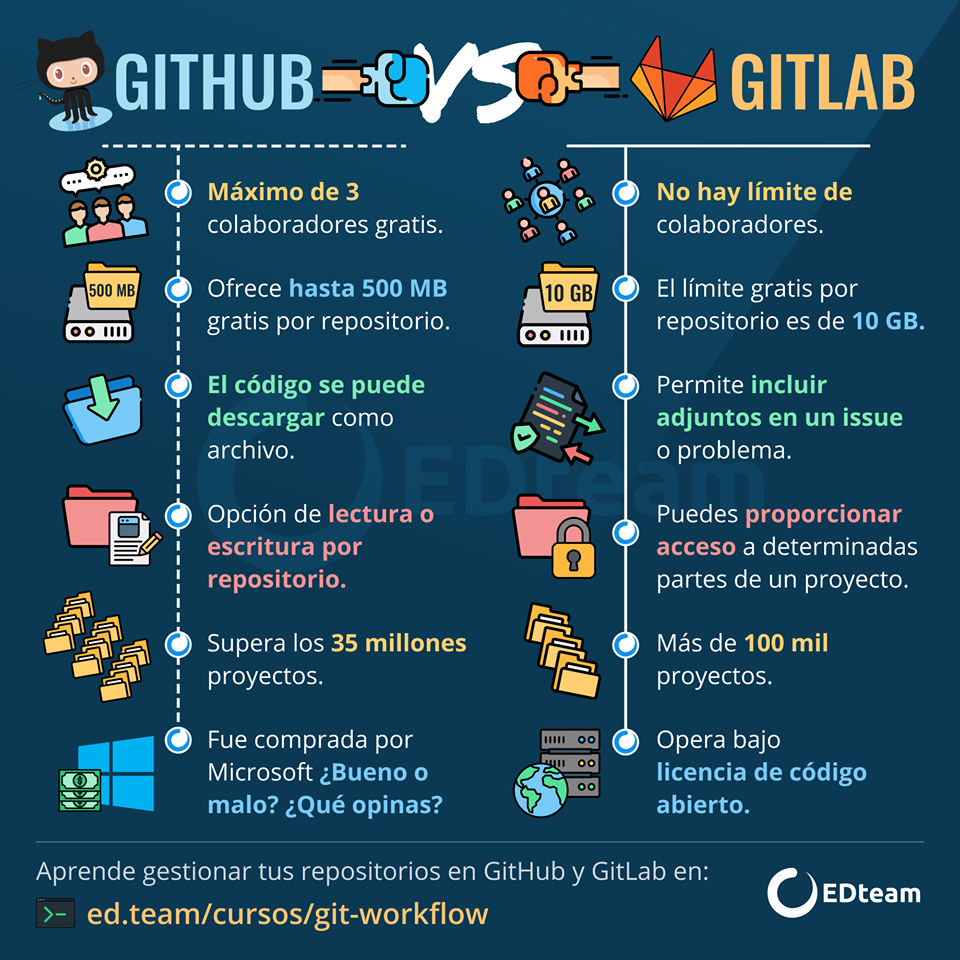 GITHUB VS GITLAB
Máximo de 3
colaboradores gratis.
500 MB
Ofrece hasta 500 MB
gratis por repositorio.
El código se puede
descargar como
archivo.
Opción de lectura o
escritura por
repositorio.
Supera los 35 millones
proyectos.
Fue comprada por
Microsoft ¿Bueno o
malo? ¿Qué opinas?
No hay límite de
colaboradores.
10 GB
El límite gratis por
repositorio es de 10 GB.
Permite incluir
adjuntos en un issue
o problema.
Puedes proporcionar
acceso a determinadas
partes de un proyecto.
Más de 100 mil
proyectos.
Opera bajo
licencia de código
abierto.
EDteam
Aprende gestionar tus repositorios en GitHub y GitLab en:
ed.team/cursos/git-workflow
EDteam